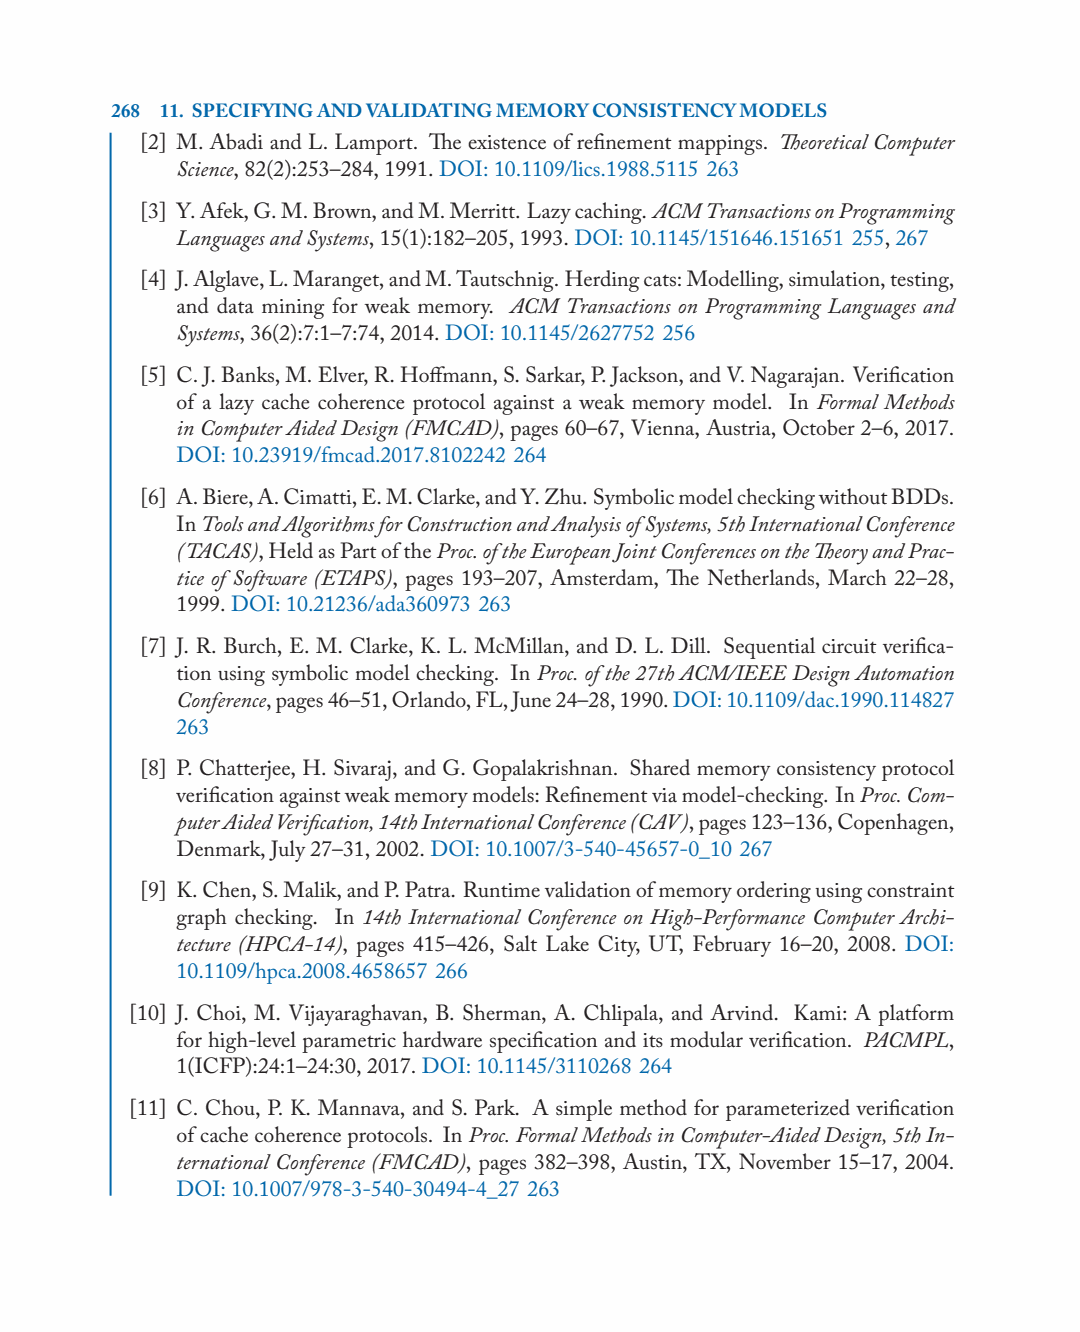 268 11. SPECIFYING AND VALIDATING MEMORY CONSISTENCY MODELS
[2] M. Abadi and L. Lamport. The existence of refinement mappings. Theoretical Computer
Science, 82(2):253–284, 1991. DOI: 10.1109/lics.1988.5115 263
[3] Y. Afek, G. M. Brown, and M. Merritt. Lazy caching. ACM Transactions on Programming
Languages and Systems, 15(1):182–205, 1993. DOI: 10.1145/151646.151651 255, 267
[4] J. Alglave, L. Maranget, and M. Tautschnig. Herding cats: Modelling, simulation, testing,
and data mining for weak memory. ACM Transactions on Programming Languages and
Systems, 36(2):7:1–7:74, 2014. DOI: 10.1145/2627752 256
[5] C. J. Banks, M. Elver, R. Hoffmann, S. Sarkar, P. Jackson, and V. Nagarajan. Verification
of a lazy cache coherence protocol against a weak memory model. In Formal Methods
in Computer Aided Design (FMCAD), pages 60–67, Vienna, Austria, October 2–6, 2017.
DOI: 10.23919/fmcad.2017.8102242 264
[6] A. Biere, A. Cimatti, E. M. Clarke, and Y. Zhu. Symbolic model checking without BDDs.
In Tools and Algorithms for Construction and Analysis of Systems, 5th International Conference
(TACAS), Held as Part of the Proc. of the European Joint Conferences on the Theory and Prac-
tice of Software (ETAPS), pages 193–207, Amsterdam, The Netherlands, March 22–28,
1999. DOI: 10.21236/ada360973 263
[7] J. R. Burch, E. M. Clarke, K. L. McMillan, and D. L. Dill. Sequential circuit verifica-
tion using symbolic model checking. In Proc. of the 27th ACM/IEEE Design Automation
Conference, pages 46–51, Orlando, FL, June 24–28, 1990. DOI: 10.1109/dac.1990.114827
263
[8] P. Chatterjee, H. Sivaraj, and G. Gopalakrishnan. Shared memory consistency protocol
verification against weak memory models: Refinement via model-checking. In Proc. Com-
puter Aided Verification, 14th International Conference (CAV), pages 123–136, Copenhagen,
Denmark, July 27–31, 2002. DOI: 10.1007/3-540-45657-0_10 267
[9] K. Chen, S. Malik, and P. Patra. Runtime validation of memory ordering using constraint
graph checking. In 14th International Conference on High-Performance Computer Archi-
tecture (HPCA-14), pages 415–426, Salt Lake City, UT, February 16–20, 2008. DOI:
10.1109/hpca.2008.4658657 266
[10] J. Choi, M. Vijayaraghavan, B. Sherman, A. Chlipala, and Arvind. Kami: A platform
for high-level parametric hardware specification and its modular verification. PACMPL,
1(ICFP):24:1–24:30, 2017. DOI: 10.1145/3110268 264
[11] C. Chou, P. K. Mannava, and S. Park. A simple method for parameterized verification
of cache coherence protocols. In Proc. Formal Methods in Computer-Aided Design, 5th In-
ternational Conference (FMCAD), pages 382–398, Austin, TX, November 15–17, 2004.
DOI: 10.1007/978-3-540-30494-4_27 263